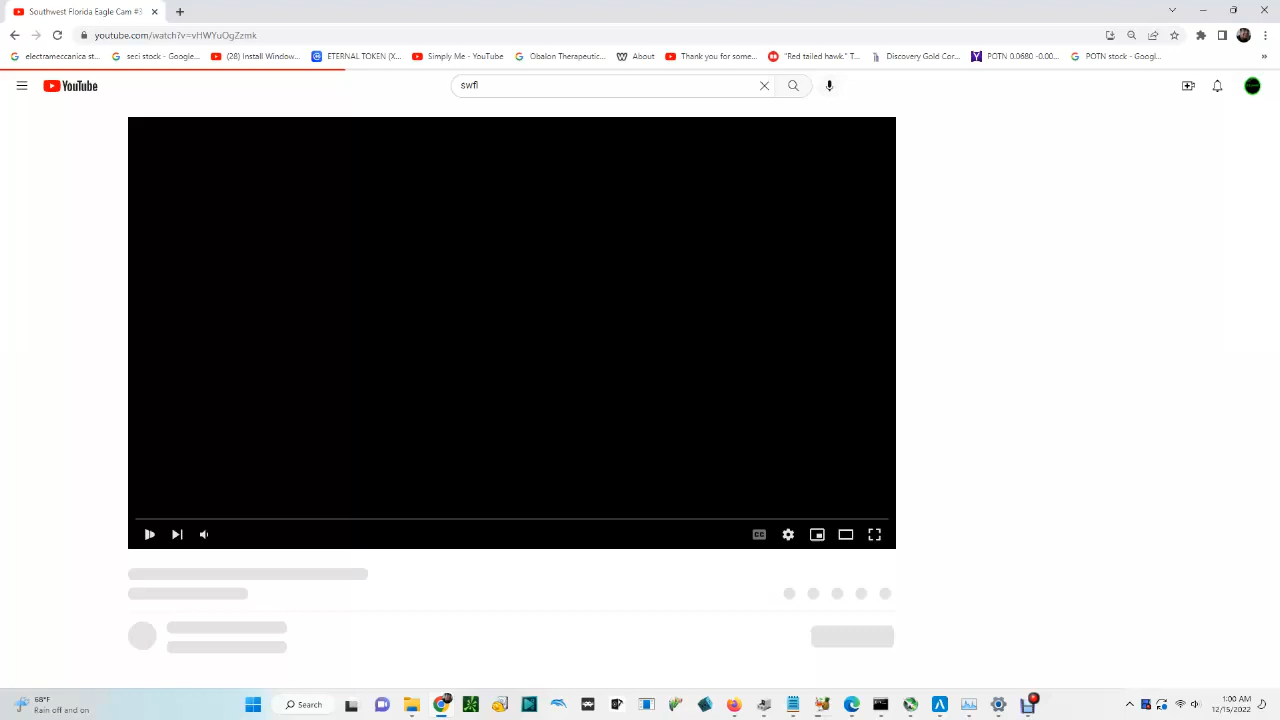 Southwest Florida Eagle Cam #3
youtube.com/watch?v=vHWYuOgZzmk
electrameccanica st...
seci stock - Google...
(28) Install Window...
ETERNAL TOKEN (X...
Simply Me - YouTube
Obalon Therapeutic...
About
Thank you for some...
"Red tailed hawk." T...
Discovery Gold Cor...
POTN 0.0680 -0.00...
POTN stock - Googl...
»
YouTube
swfl
CC
68°F
Rain off and on
Search
1:00 AM
12/15/2022